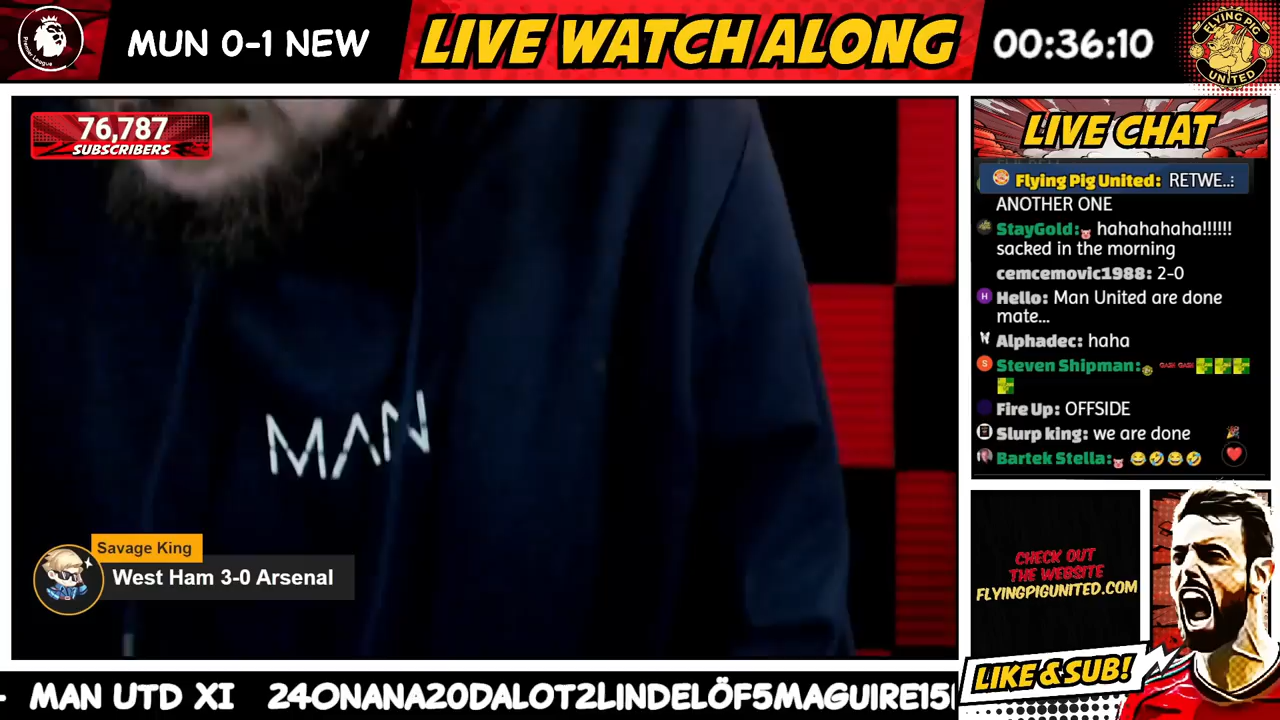 Premier League
MUN 0-1 NEW
LIVE WATCH ALONG
00:36:10
FLYING PIG
UNITED
76,787
SUBSCRIBERS
MAN
Savage King
West Ham 3-0 Arsenal
LIVE CHAT
Flying Pig United: RETWE..:
ANOTHER ONE
StayGold: hahahahaha!!!!!!
sacked in the morning
cemcemovic1988: 2-0
H Hello: Man United are done
mate...
Alphadec: haha
S Steven Shipman:
Fire Up: OFFSIDE
Slurp king: we are done
Bartek Stella: 😂🤣😂🤣
CHECK OUT
THE WEBSITE
FLYINGPIGUNITED.COM
LIKE & SUB!
MAN UTD XI 24ONANA20DALOT2LINDELÖF5MAGUIRE15